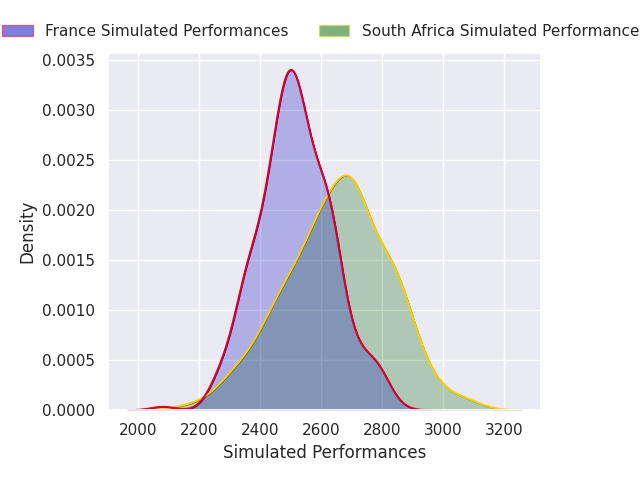 France Simulated Performances South Africa Simulated Performance
0.0035
0.0030
0.0025
0.0020
0.0015
0.0010
0.0005
0.0000
Density
2000 2200 2400 2600 2800 3000 3200
Simulated Performances